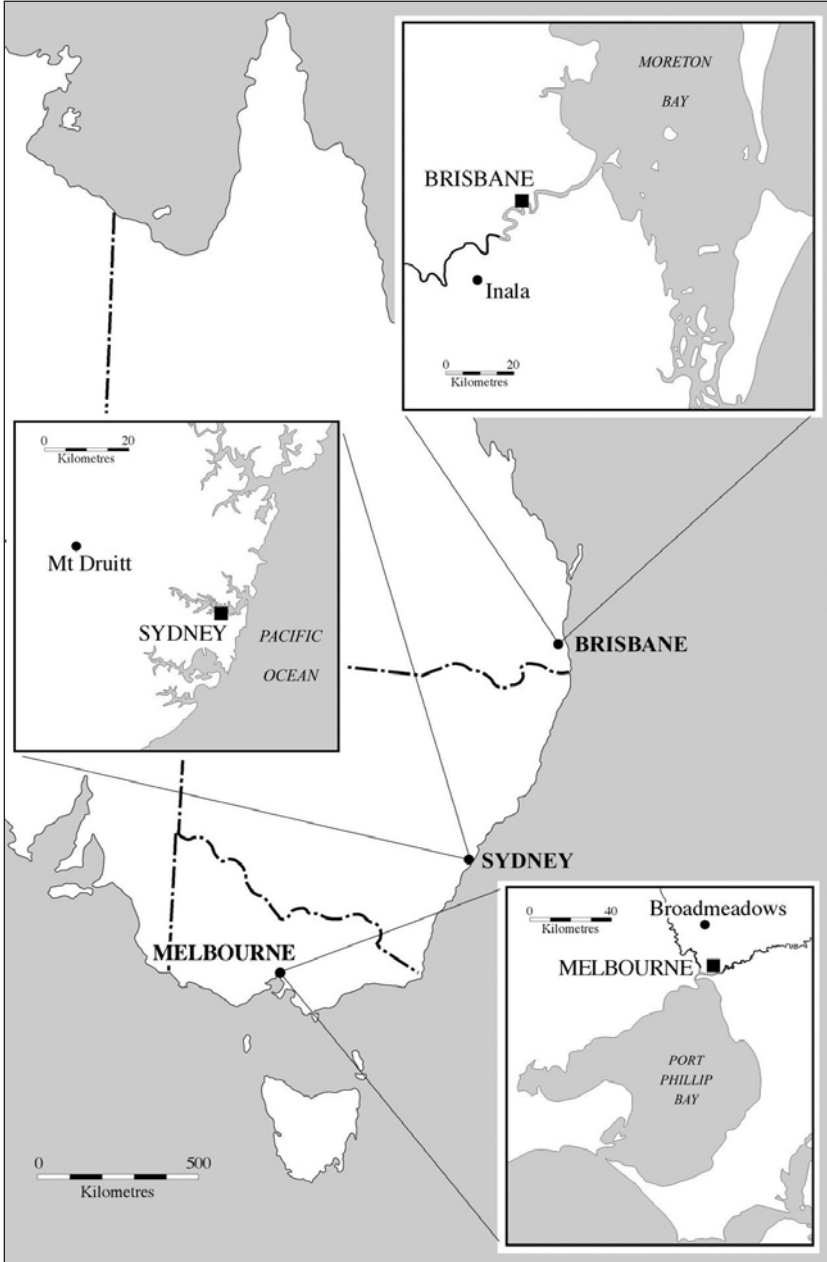 MORETON
BAY
BRISBANE
Inala
0 20
Kilometres
0 20
Kilometres
Mt Druitt
SYDNEY
PACIFIC
OCEAN
BRISBANE
SYDNEY
MELBOURNE
0 500
Kilometres
0 40
Kilometres
Broadmeadows
MELBOURNE
PORT
PHILLIP
BAY